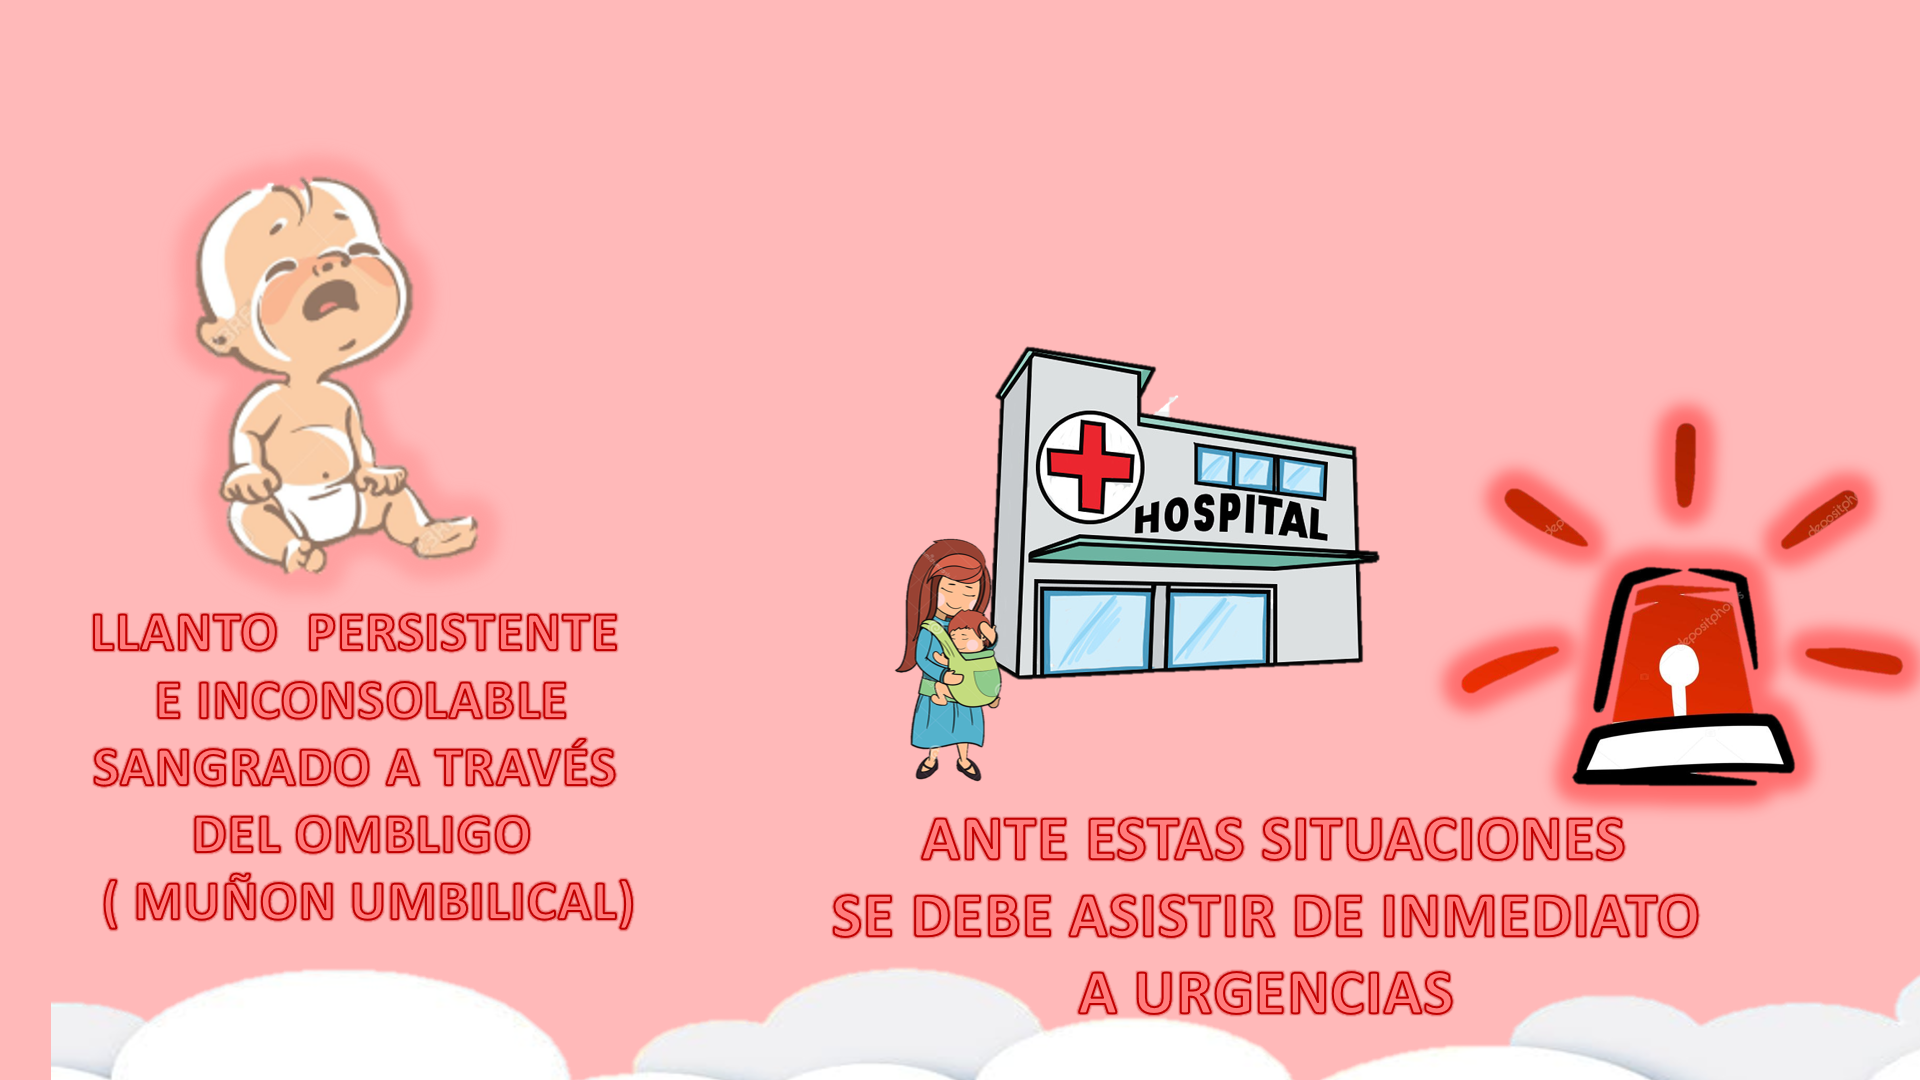 HOSPITAL
LLANTO PERSISTENTE
E INCONSOLABLE
SANGRADO A TRAVÉS
DEL OMBLIGO
( MUÑON UMBILICAL)
ANTE ESTAS SITUACIONES
SE DEBE ASISTIR DE INMEDIATO
A URGENCIAS